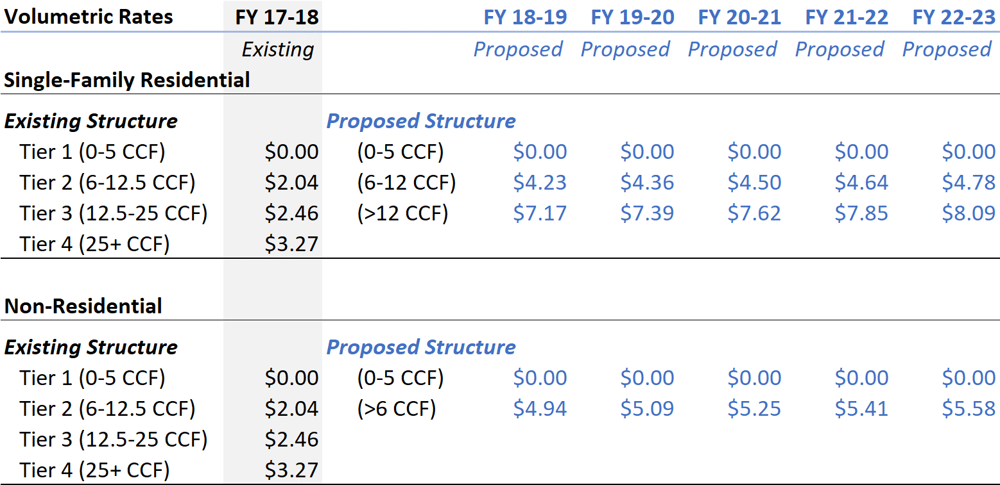 Volumetric Rates FY 17-18 FY 18-19 FY 19-20 FY 20-21 FY 21-22 FY 22-23
Existing Proposed Proposed Proposed Proposed Proposed
Single-Family Residential
Existing Structure Proposed Structure
Tier 1 (0-5 CCF) $0.00 (0-5 CCF) $0.00 $0.00 $0.00 $0.00 $0.00
Tier 2 (6-12.5 CCF) $2.04 (6-12 CCF) $4.23 $4.36 $4.50 $4.64 $4.78
Tier 3 (12.5-25 CCF) $2.46 (>12 CCF) $7.17 $7.39 $7.62 $7.85 $8.09
Tier 4 (25+ CCF) $3.27
Non-Residential
Existing Structure Proposed Structure
Tier 1 (0-5 CCF) $0.00 (0-5 CCF) $0.00 $0.00 $0.00 $0.00 $0.00
Tier 2 (6-12.5 CCF) $2.04 (>6 CCF) $4.94 $5.09 $5.25 $5.41 $5.58
Tier 3 (12.5-25 CCF) $2.46
Tier 4 (25+ CCF) $3.27